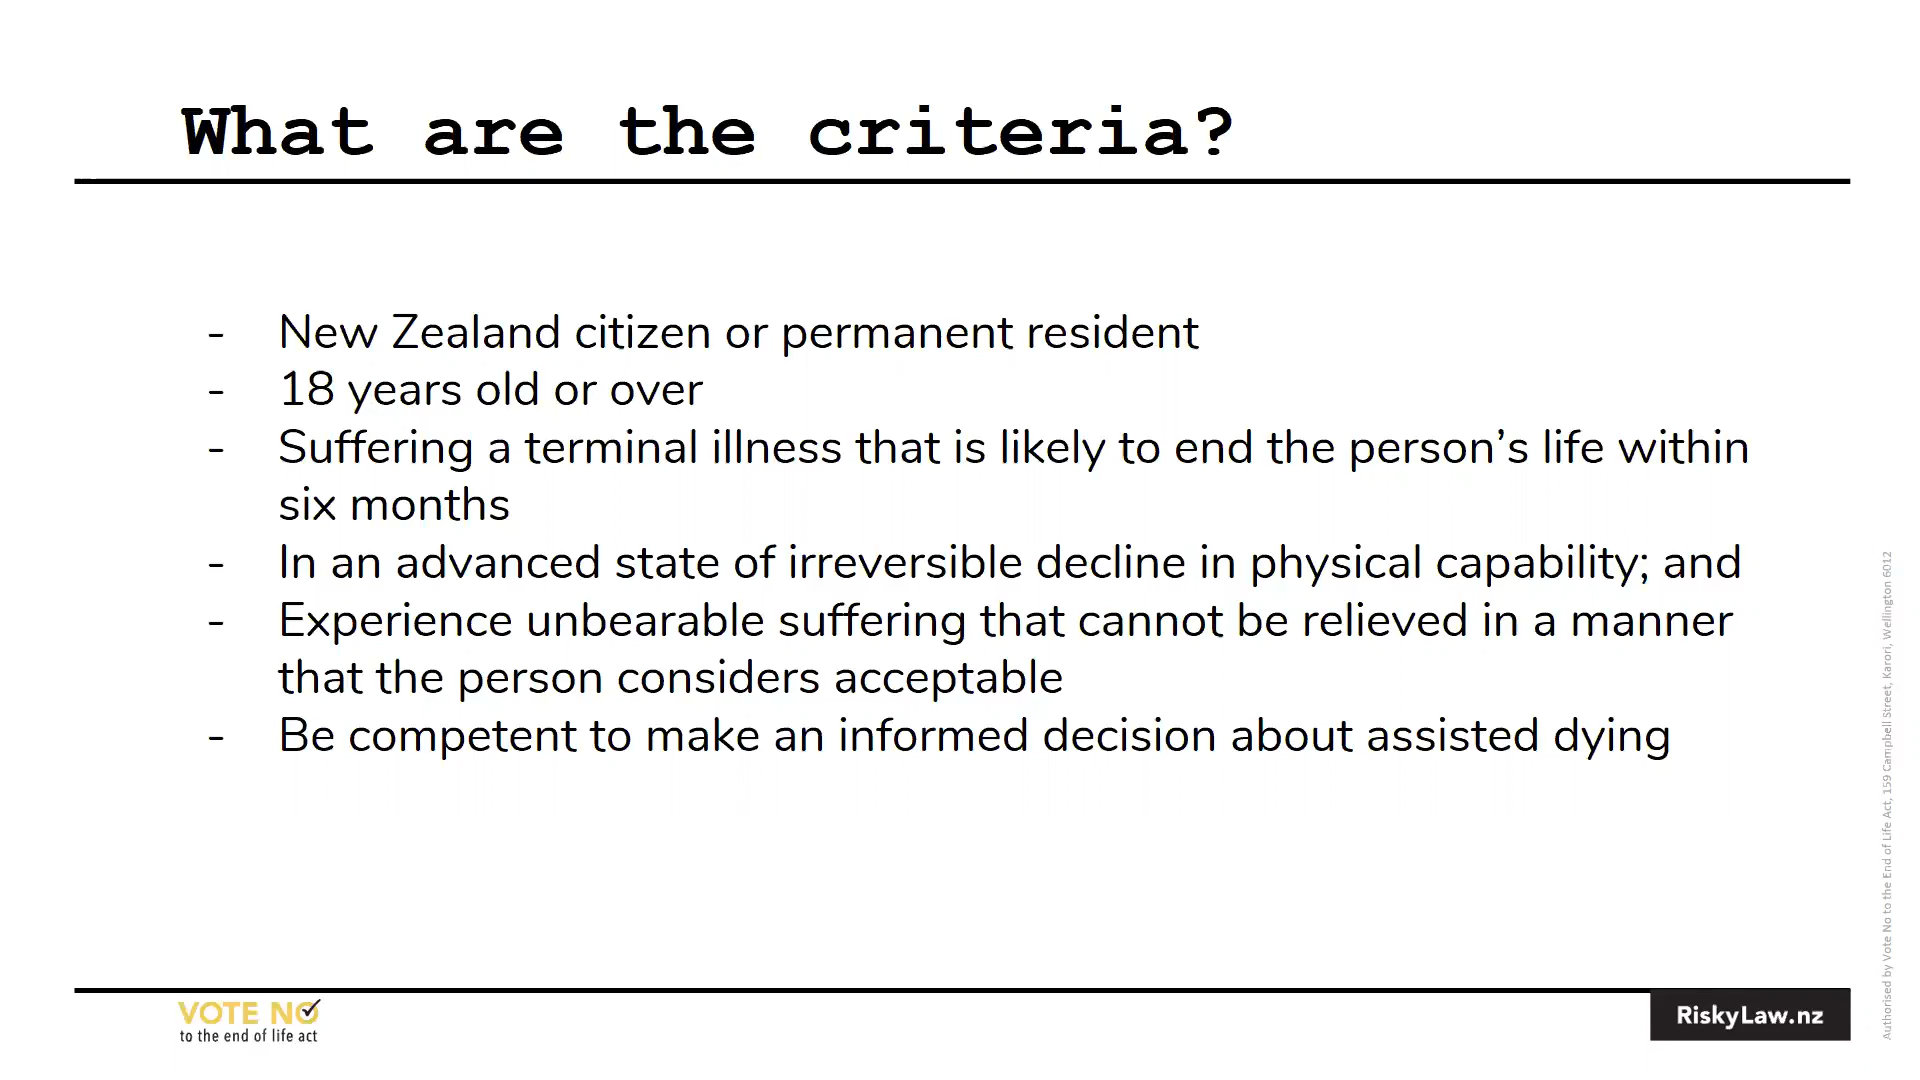 What are the criteria?
- New Zealand citizen or permanent resident
- 18 years old or over
- Suffering a terminal illness that is likely to end the person’s life within
six months
- In an advanced state of irreversible decline in physical capability; and
- Experience unbearable suffering that cannot be relieved in a manner
that the person considers acceptable
- Be competent to make an informed decision about assisted dying
VOTE NO
to the end of life act
RiskyLaw.nz
Authorised by Vote No to the End of Life Act, 159 Campbell Street, Karori, Wellington 6012